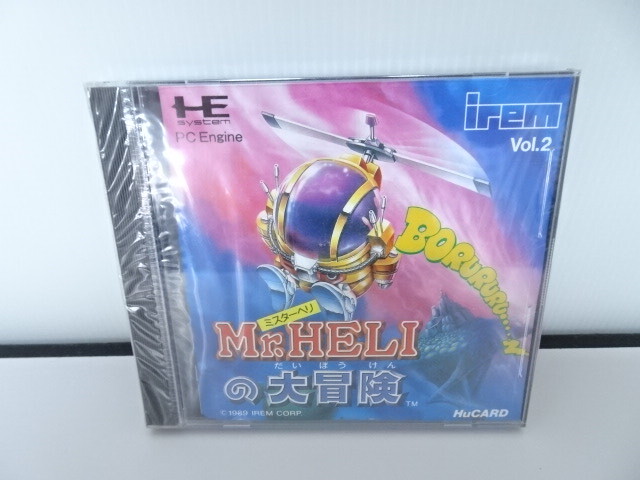 HE
system
PC Engine
irem
Vol.2
BORURURU...N
ミスターヘリ
Mr.HELI
だいぼうけん
の大冒険
TM
©1989 IREM CORP.
HuCARD